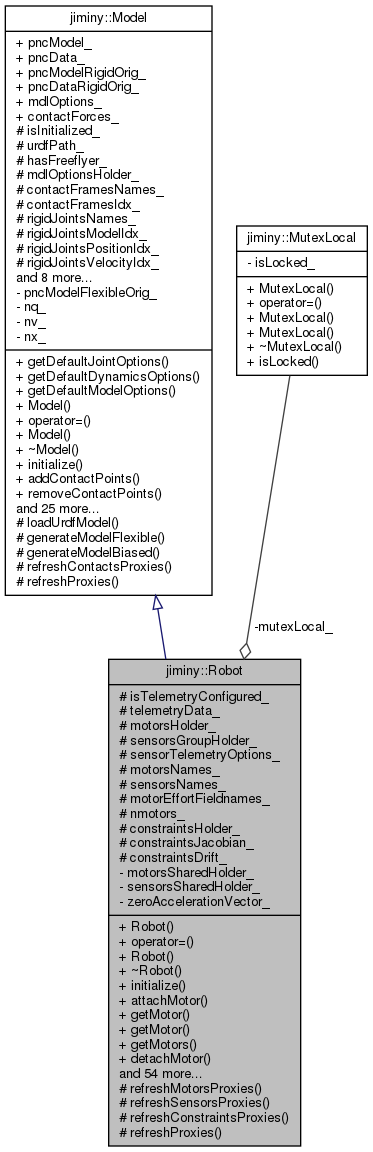 jiminy::Model
+ pncModel_
+ pncData_
+ pncModelRigidOrig_
+ pncDataRigidOrig_
+ mdlOptions_
+ contactForces_
# isInitialized_
# urdfPath_
# hasFreeflyer_
# mdlOptionsHolder_
# contactFramesNames_
# contactFramesIdx_
# rigidJointsNames_
# rigidJointsModelIdx_
# rigidJointsPositionIdx_
# rigidJointsVelocityIdx_
and 8 more...
- pncModelFlexibleOrig_
- nq_
- nv_
- nx_
+ getDefaultJointOptions()
+ getDefaultDynamicsOptions()
+ getDefaultModelOptions()
+ Model()
+ operator=()
+ Model()
+ ~Model()
+ initialize()
+ addContactPoints()
+ removeContactPoints()
and 25 more...
# loadUrdfModel()
# generateModelFlexible()
# generateModelBiased()
# refreshContactsProxies()
# refreshProxies()
jiminy::MutexLocal
- isLocked_
+ MutexLocal()
+ operator=()
+ MutexLocal()
+ MutexLocal()
+ ~MutexLocal()
+ isLocked()
-mutexLocal_
jiminy::Robot
# isTelemetryConfigured_
# telemetryData_
# motorsHolder_
# sensorsGroupHolder_
# sensorTelemetryOptions_
# motorsNames_
# sensorsNames_
# motorEffortFieldnames_
# nmotors_
# constraintsHolder_
# constraintsJacobian_
# constraintsDrift_
- motorsSharedHolder_
- sensorsSharedHolder_
- zeroAccelerationVector_
+ Robot()
+ operator=()
+ Robot()
+ ~Robot()
+ initialize()
+ attachMotor()
+ getMotor()
+ getMotor()
+ getMotors()
+ detachMotor()
and 54 more...
# refreshMotorsProxies()
# refreshSensorsProxies()
# refreshConstraintsProxies()
# refreshProxies()